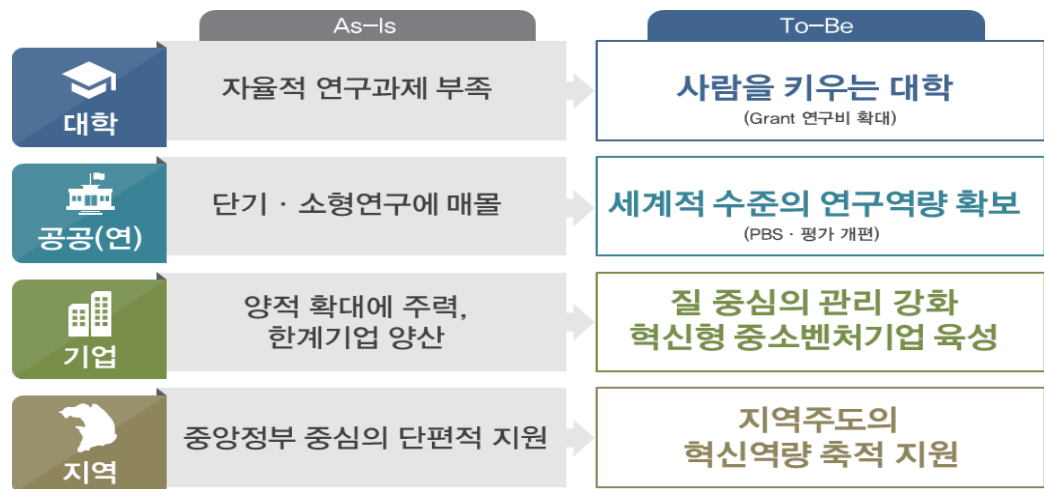 As-Is
To-Be
대학
자율적 연구과제 부족
사람을 키우는 대학
(Grant 연구비 확대)
공공(연)
단기 · 소형연구에 매몰
세계적 수준의 연구역량 확보
(PBS · 평가 개편)
기업
양적 확대에 주력,
한계기업 양산
질 중심의 관리 강화
혁신형 중소벤처기업 육성
지역
중앙정부 중심의 단편적 지원
지역주도의
혁신역량 축적 지원